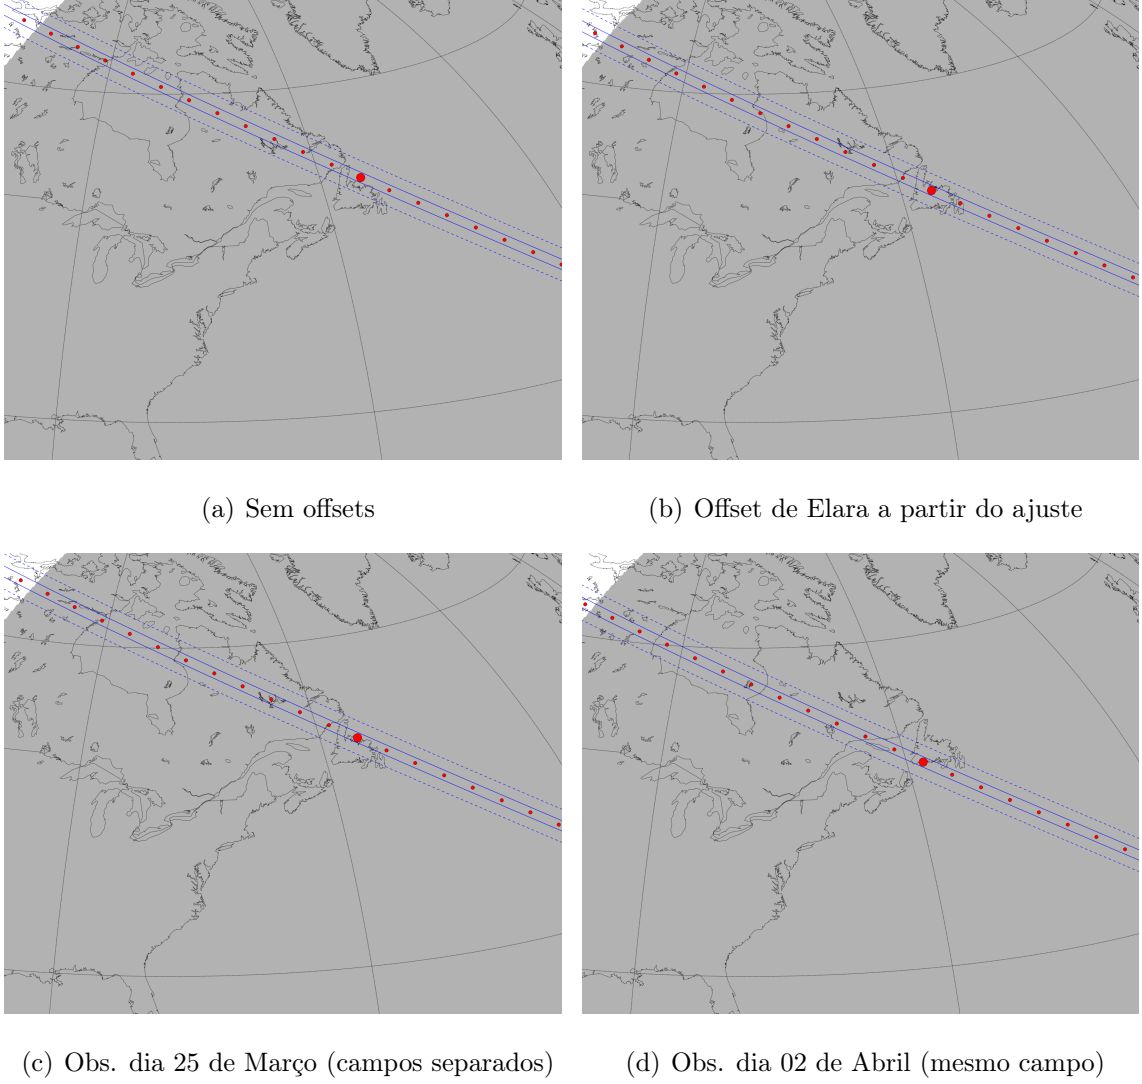 (a) Sem offsets
(b) Offset de Elara a partir do ajuste
(c) Obs. dia 25 de Março (campos separados)
(d) Obs. dia 02 de Abril (mesmo campo)